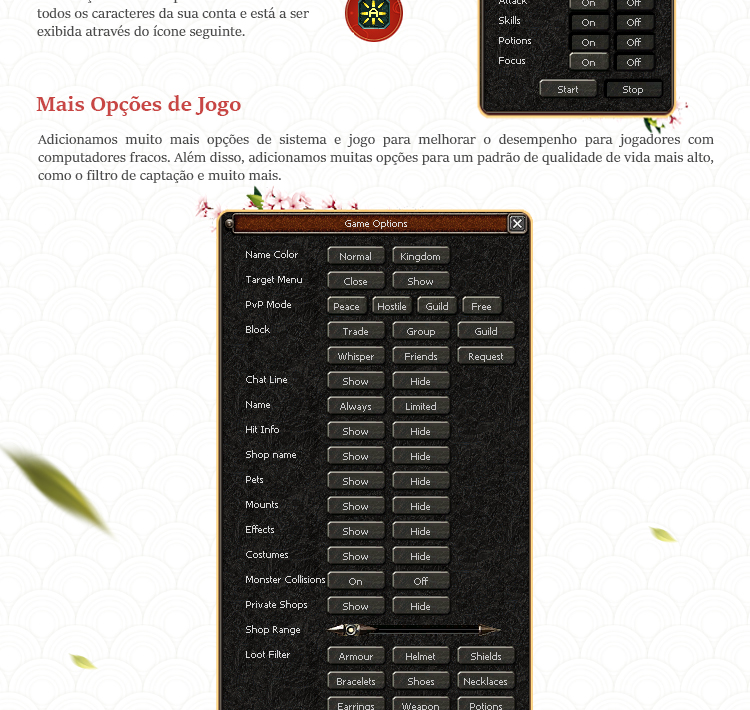 todos os caracteres da sua conta e está a ser
exibida através do ícone seguinte.
Attack On Off
Skills On Off
Potions On Off
Focus On Off
Start Stop
Mais Opções de Jogo
Adicionamos muito mais opções de sistema e jogo para melhorar o desempenho para jogadores com
computadores fracos. Além disso, adicionamos muitas opções para um padrão de qualidade de vida mais alto,
como o filtro de captação e muito mais.
Game Options
Name Color Normal Kingdom
Target Menu Close Show
PvP Mode Peace Hostile Guild Free
Block Trade Group Guild
Whisper Friends Request
Chat Line Show Hide
Name Always Limited
Hit Info Show Hide
Shop name Show Hide
Pets Show Hide
Mounts Show Hide
Effects Show Hide
Costumes Show Hide
Monster Collisions On Off
Private Shops Show Hide
Shop Range
Loot Filter Armour Helmet Shields
Bracelets Shoes Necklaces
Earrings Weapon Potions